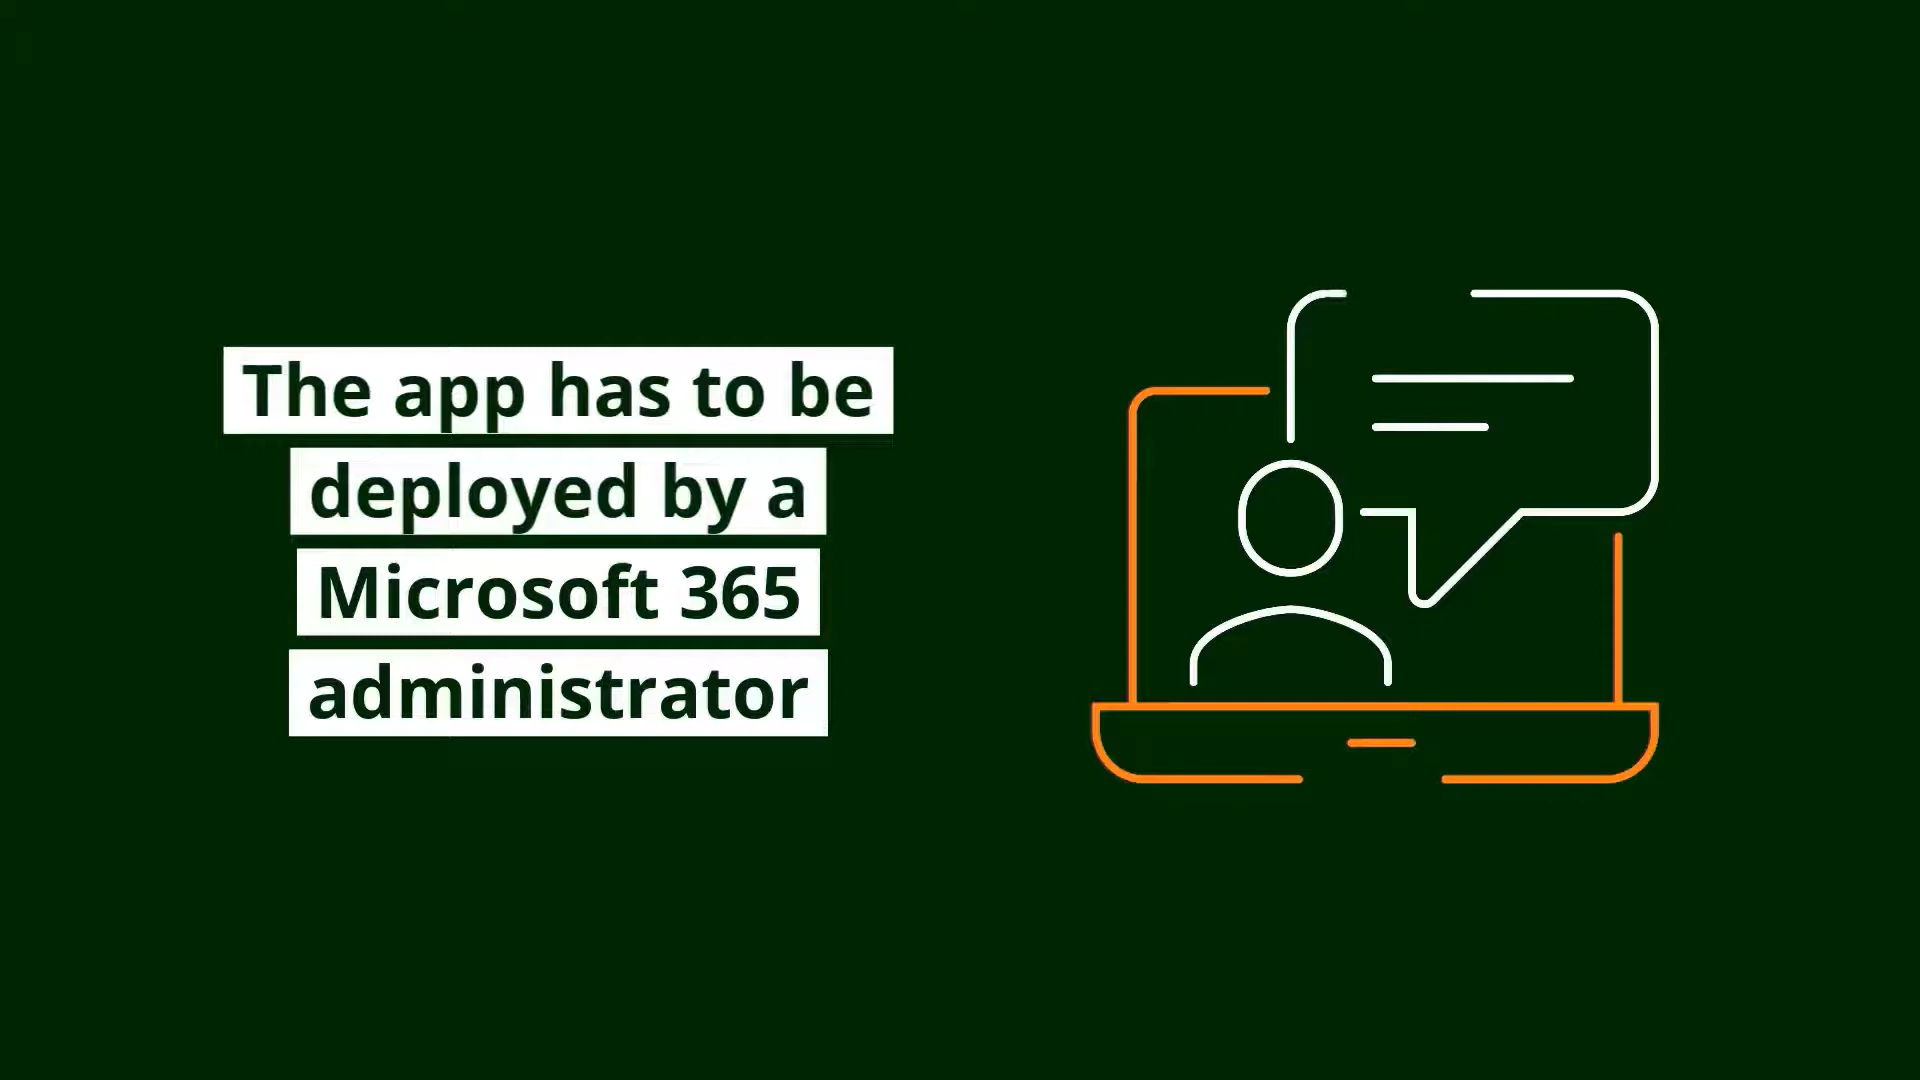 The app has to be
deployed by a
Microsoft 365
administrator